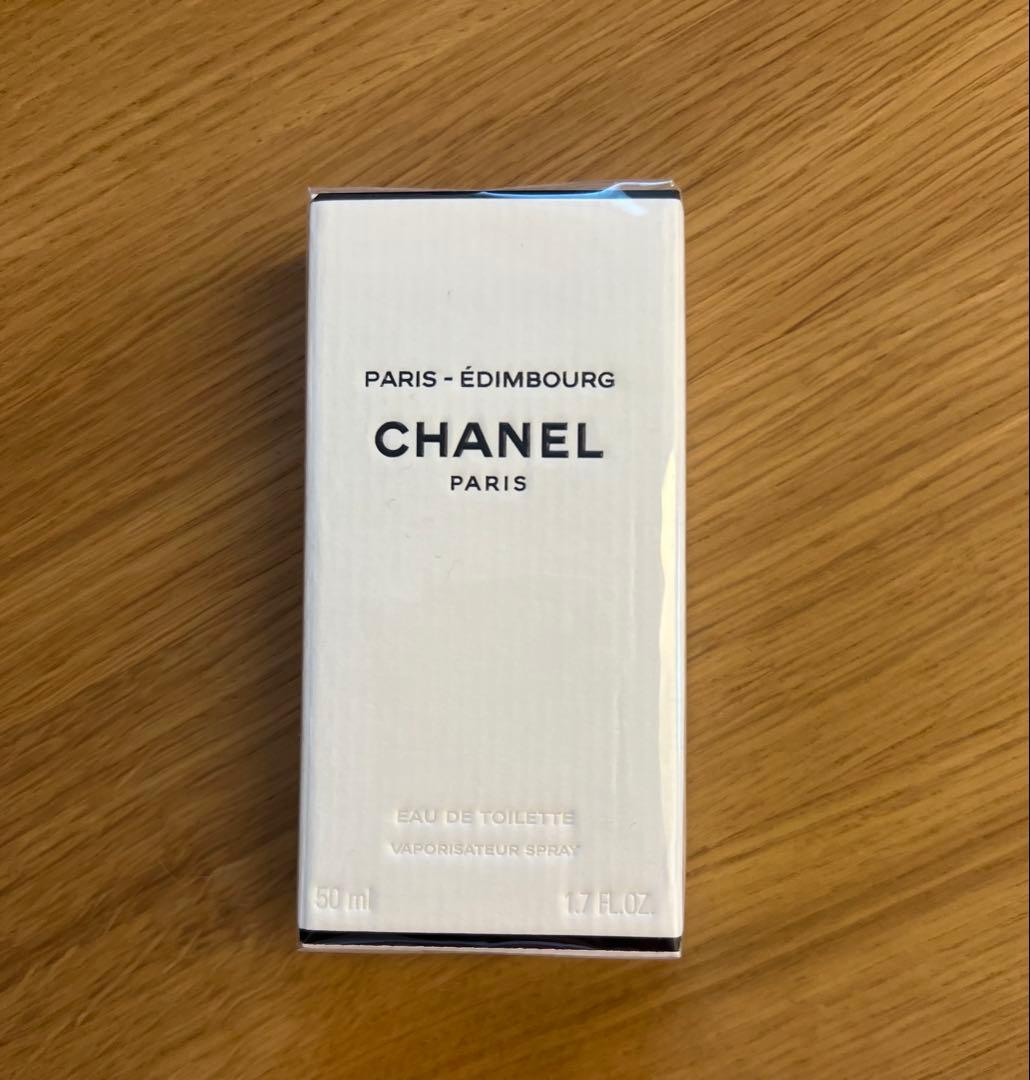 PARIS - ÉDIMBOURG
CHANEL
PARIS
EAU DE TOILETTE
VAPORISATEUR SPRAY
50 ml 1.7 FL.OZ.